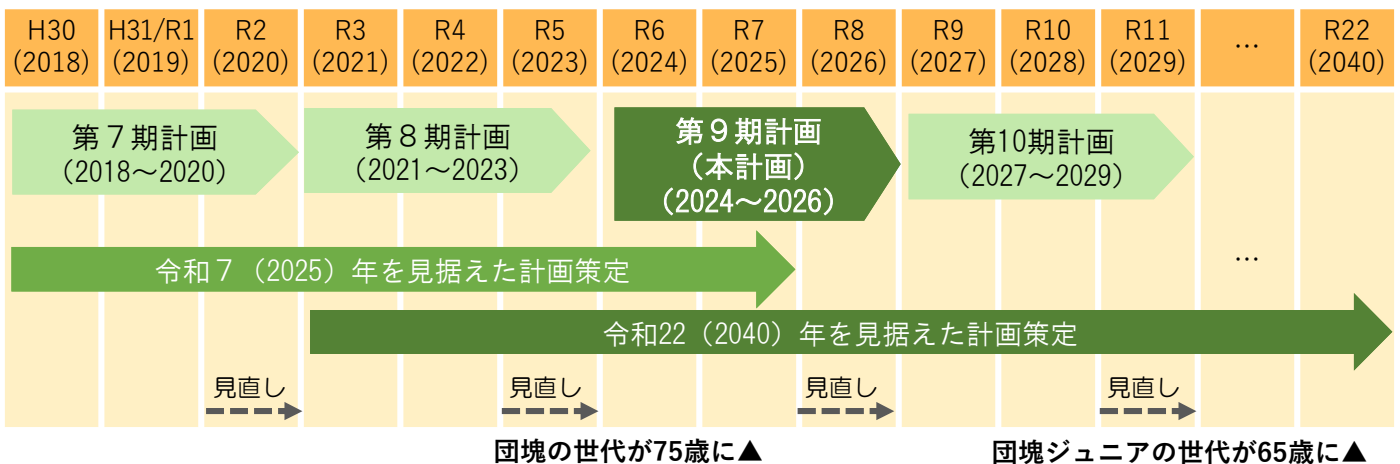 H30 H31/R1 R2 R3 R4 R5 R6 R7 R8 R9 R10 R11 … R22
(2018) (2019) (2020) (2021) (2022) (2023) (2024) (2025) (2026) (2027) (2028) (2029) (2040)
第７期計画
(2018～2020)
第８期計画
(2021～2023)
第９期計画
(本計画)
(2024～2026)
第10期計画
(2027～2029)
令和７（2025）年を見据えた計画策定
…
令和22（2040）年を見据えた計画策定
見直し 見直し 見直し 見直し
団塊の世代が75歳に▲ 団塊ジュニアの世代が65歳に▲